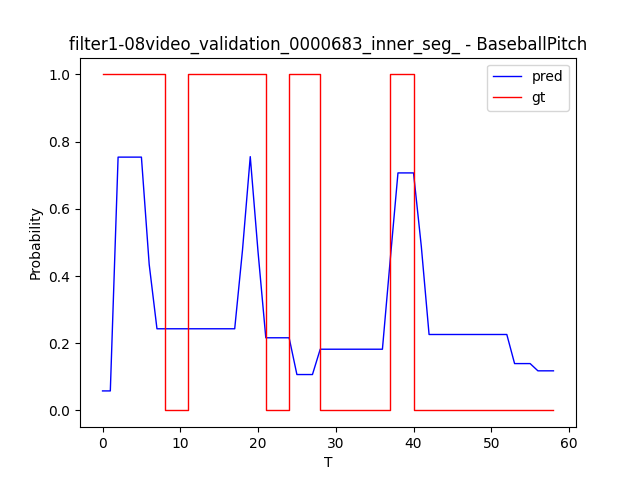 filter1-08video_validation_0000683_inner_seg_ - BaseballPitch
pred
gt
1.0
0.8
0.6
0.4
0.2
0.0
Probability
0
10
20
30
40
50
60
T